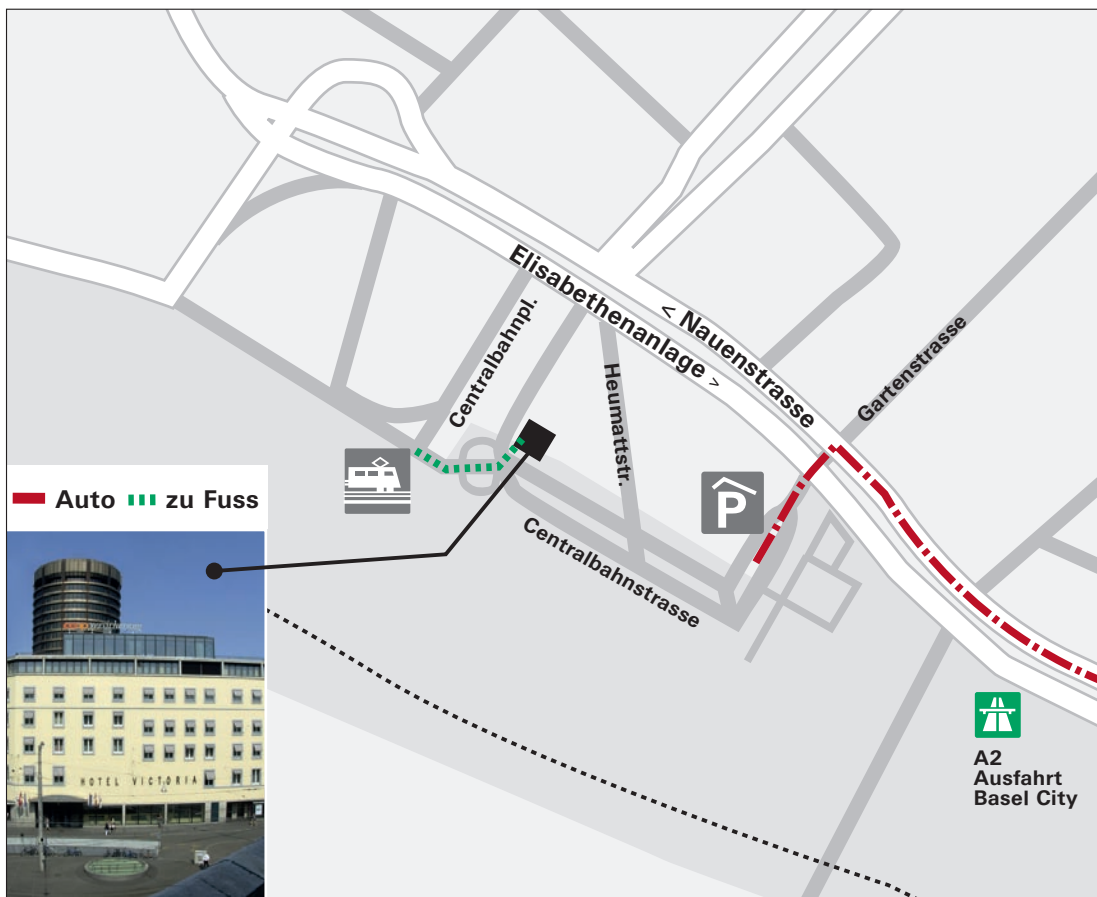 Elisabethenanlage >
< Nauenstrasse
Centralbahnpl.
Heumattstr.
Gartenstrasse
P
Centralbahnstrasse
Auto
zu Fuss
HOTEL VICTORIA
A2
Ausfahrt
Basel City